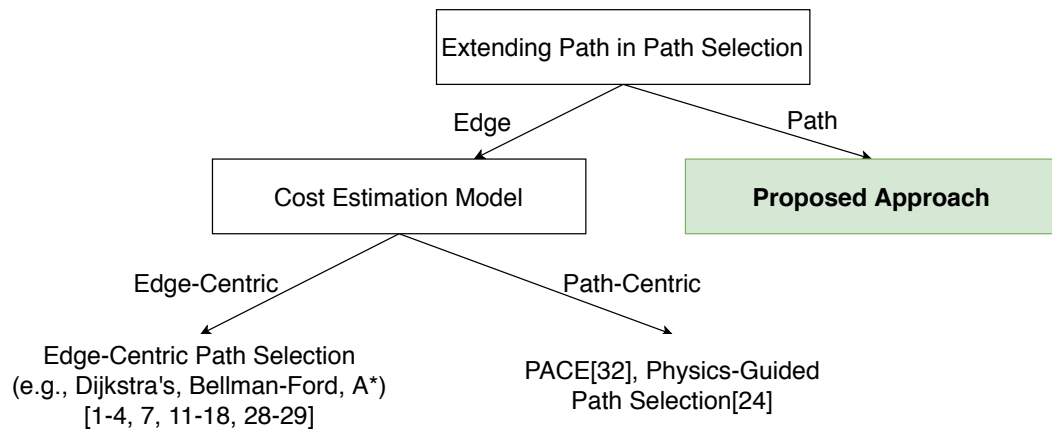 Extending Path in Path Selection
Edge
Path
Cost Estimation Model
Proposed Approach
Edge-Centric
Path-Centric
Edge-Centric Path Selection
(e.g., Dijkstra's, Bellman-Ford, A*)
[1-4, 7, 11-18, 28-29]
PACE[32], Physics-Guided
Path Selection[24]